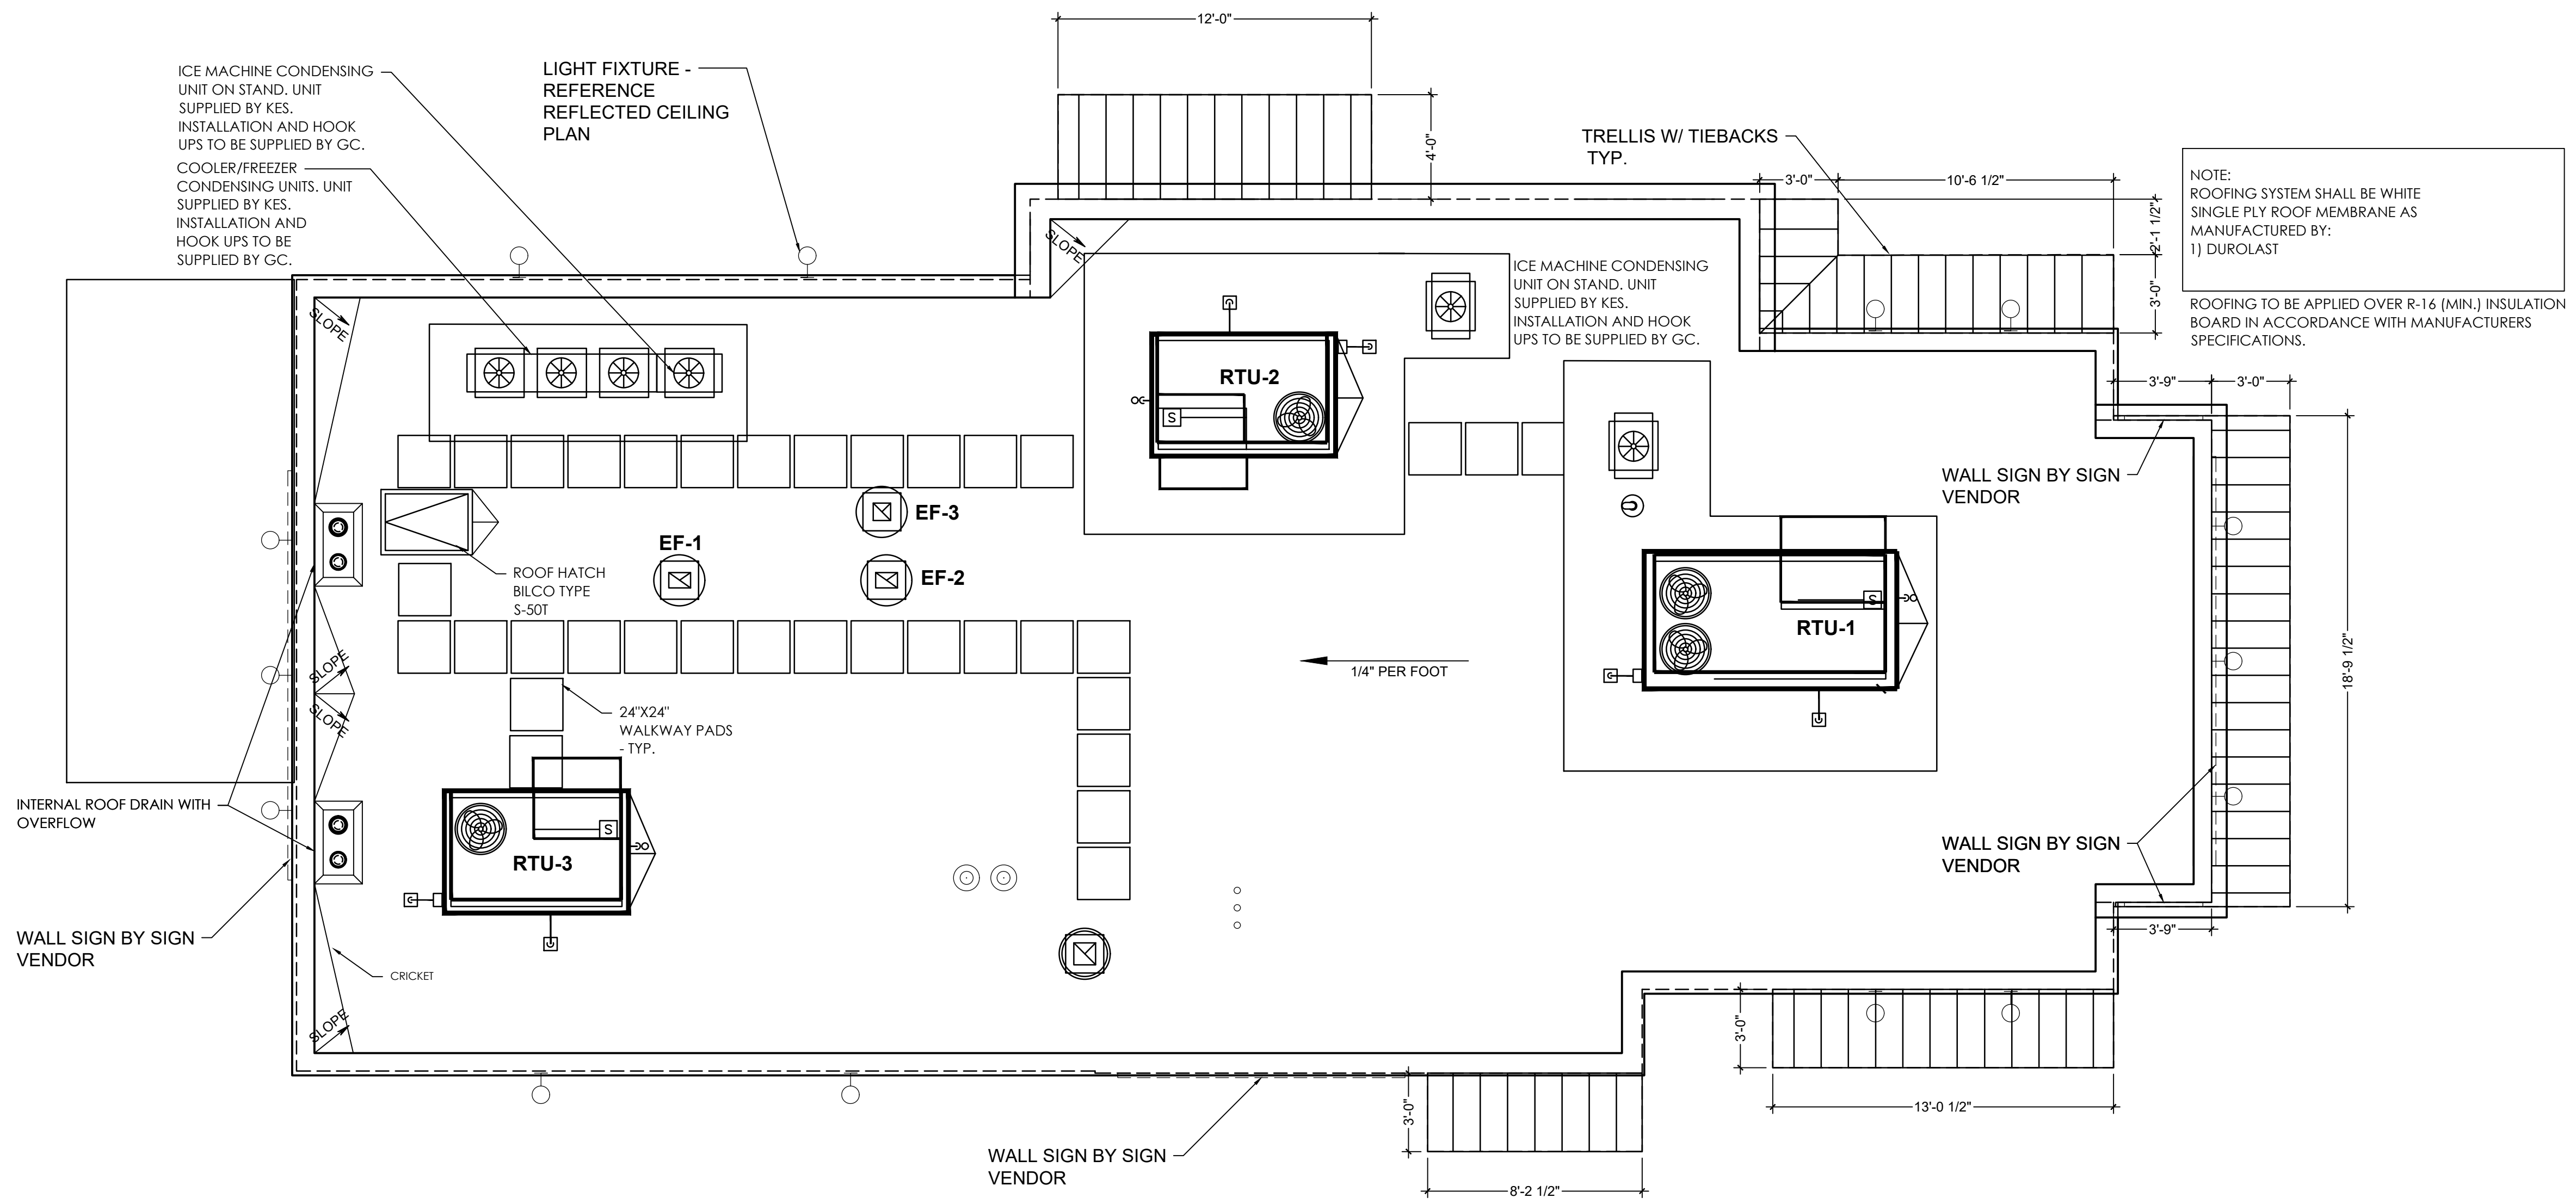 12'-0"
ICE MACHINE CONDENSING
UNIT ON STAND. UNIT
SUPPLIED BY KES.
INSTALLATION AND HOOK
UPS TO BE SUPPLIED BY GC.
COOLER/FREEZER
CONDENSING UNITS. UNIT
SUPPLIED BY KES.
INSTALLATION AND
HOOK UPS TO BE
SUPPLIED BY GC.
LIGHT FIXTURE -
REFERENCE
REFLECTED CEILING
PLAN
4'-0"
TRELLIS W/ TIEBACKS
TYP.
3'-0"
10'-6 1/2"
2'-1 1/2"
3'-0"
NOTE:
ROOFING SYSTEM SHALL BE WHITE
SINGLE PLY ROOF MEMBRANE AS
MANUFACTURED BY:
1) DUROLAST
ROOFING TO BE APPLIED OVER R-16 (MIN.) INSULATION
BOARD IN ACCORDANCE WITH MANUFACTURERS
SPECIFICATIONS.
SLOPE
SLOPE
ICE MACHINE CONDENSING
UNIT ON STAND. UNIT
SUPPLIED BY KES.
INSTALLATION AND HOOK
UPS TO BE SUPPLIED BY GC.
RTU-2
S
3'-9"
3'-0"
WALL SIGN BY SIGN
VENDOR
EF-3
EF-1
EF-2
ROOF HATCH
BILCO TYPE
S-50T
S
RTU-1
1/4" PER FOOT
18'-9 1/2"
SLOPE
SLOPE
24"X24"
WALKWAY PADS
- TYP.
INTERNAL ROOF DRAIN WITH
OVERFLOW
S
RTU-3
WALL SIGN BY SIGN
VENDOR
WALL SIGN BY SIGN
VENDOR
3'-9"
CRICKET
SLOPE
3'-0"
3'-0"
13'-0 1/2"
WALL SIGN BY SIGN
VENDOR
8'-2 1/2"